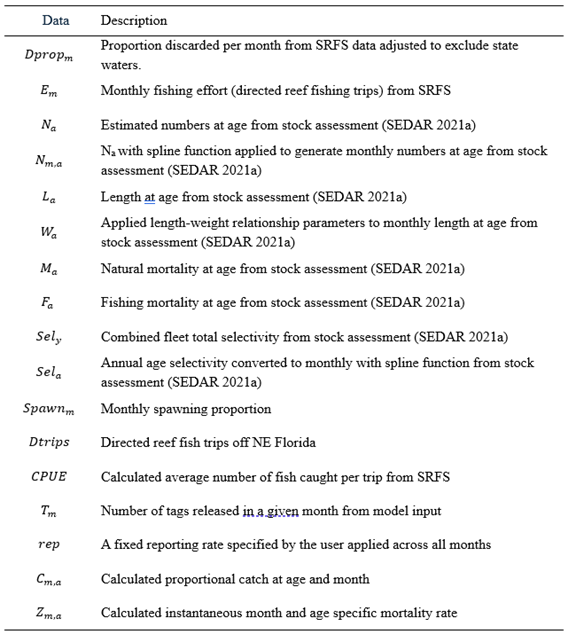 Data Description
Dprop_m Proportion discarded per month from SRFS data adjusted to exclude state
waters.
E_m Monthly fishing effort (directed reef fishing trips) from SRFS
N_a Estimated numbers at age from stock assessment (SEDAR 2021a)
N_m,a N_a with spline function applied to generate monthly numbers at age from stock
assessment (SEDAR 2021a)
L_a Length at age from stock assessment (SEDAR 2021a)
W_a Applied length-weight relationship parameters to monthly length at age from
stock assessment (SEDAR 2021a)
M_a Natural mortality at age from stock assessment (SEDAR 2021a)
F_a Fishing mortality at age from stock assessment (SEDAR 2021a)
Sel_y Combined fleet total selectivity from stock assessment (SEDAR 2021a)
Sel_a Annual age selectivity converted to monthly with spline function from stock
assessment (SEDAR 2021a)
Spawn_m Monthly spawning proportion
Dtrips Directed reef fish trips off NE Florida
CPUE Calculated average number of fish caught per trip from SRFS
T_m Number of tags released in a given month from model input
rep A fixed reporting rate specified by the user applied across all months
C_m,a Calculated proportional catch at age and month
Z_m,a Calculated instantaneous month and age specific mortality rate